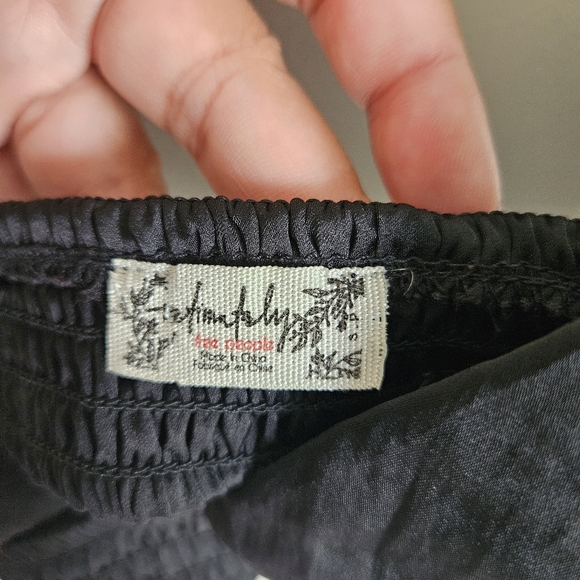 intimately
free people
Made in China
Fabriqué en Chine
s.p